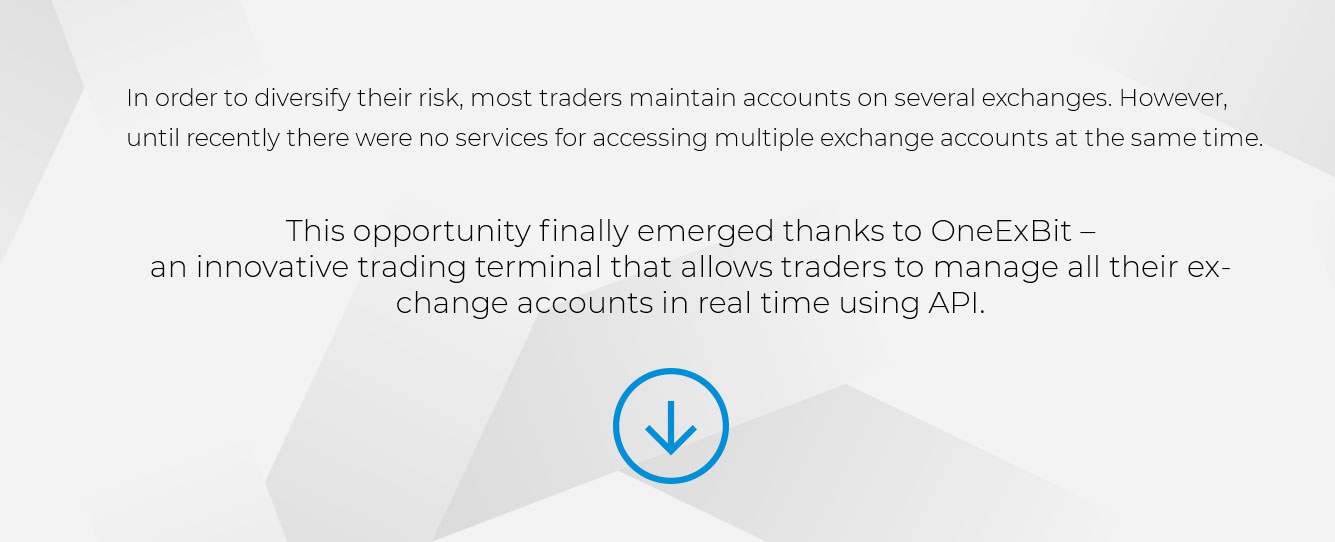 In order to diversify their risk, most traders maintain accounts on several exchanges. However,
until recently there were no services for accessing multiple exchange accounts at the same time.
This opportunity finally emerged thanks to OneExBit –
an innovative trading terminal that allows traders to manage all their ex-
change accounts in real time using API.